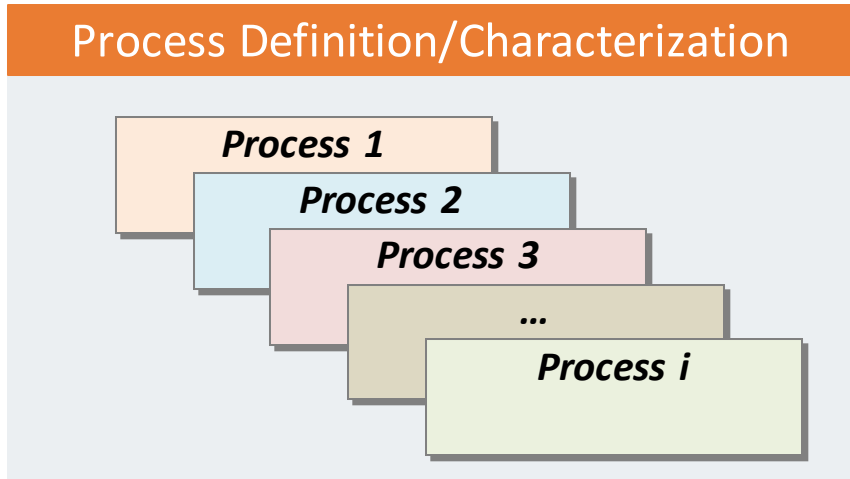 Process Definition/Characterization
Process 1
Process 2
Process 3
…
Process i